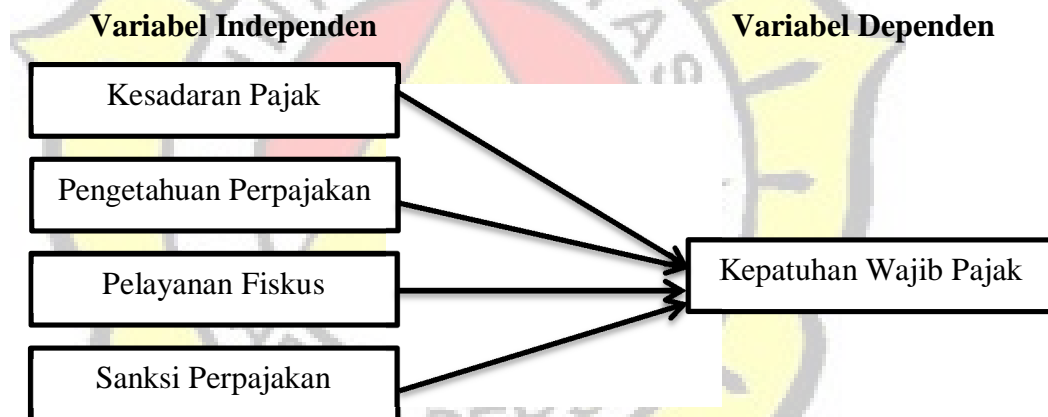 Variabel Independen
Variabel Dependen
Kesadaran Pajak
Pengetahuan Perpajakan
Kepatuhan Wajib Pajak
Pelayanan Fiskus
Sanksi Perpajakan